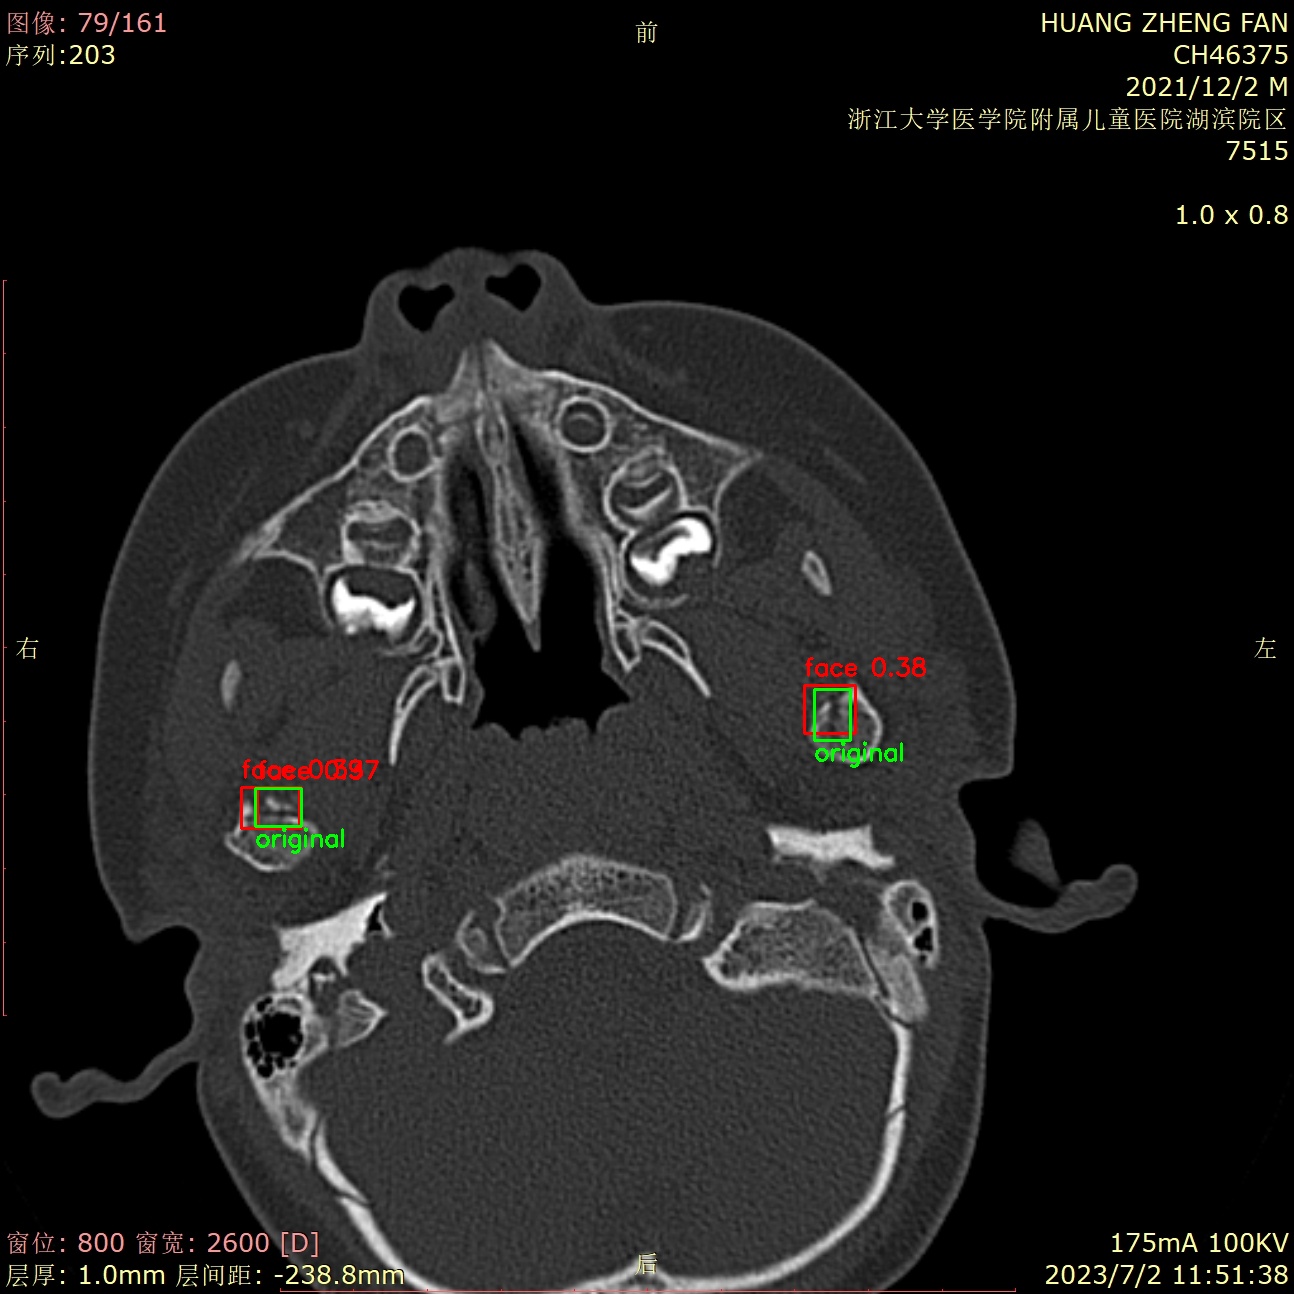 图像: 79/161
序列:203
前
HUANG ZHENG FAN
CH46375
2021/12/2 M
浙江大学医学院附属儿童医院湖滨院区
7515
1.0 x 0.8
右
左
face 0.38
original
original
窗位: 800 窗宽: 2600 [D]
层厚: 1.0mm 层间距: -238.8mm
后
175mA 100KV
2023/7/2 11:51:38